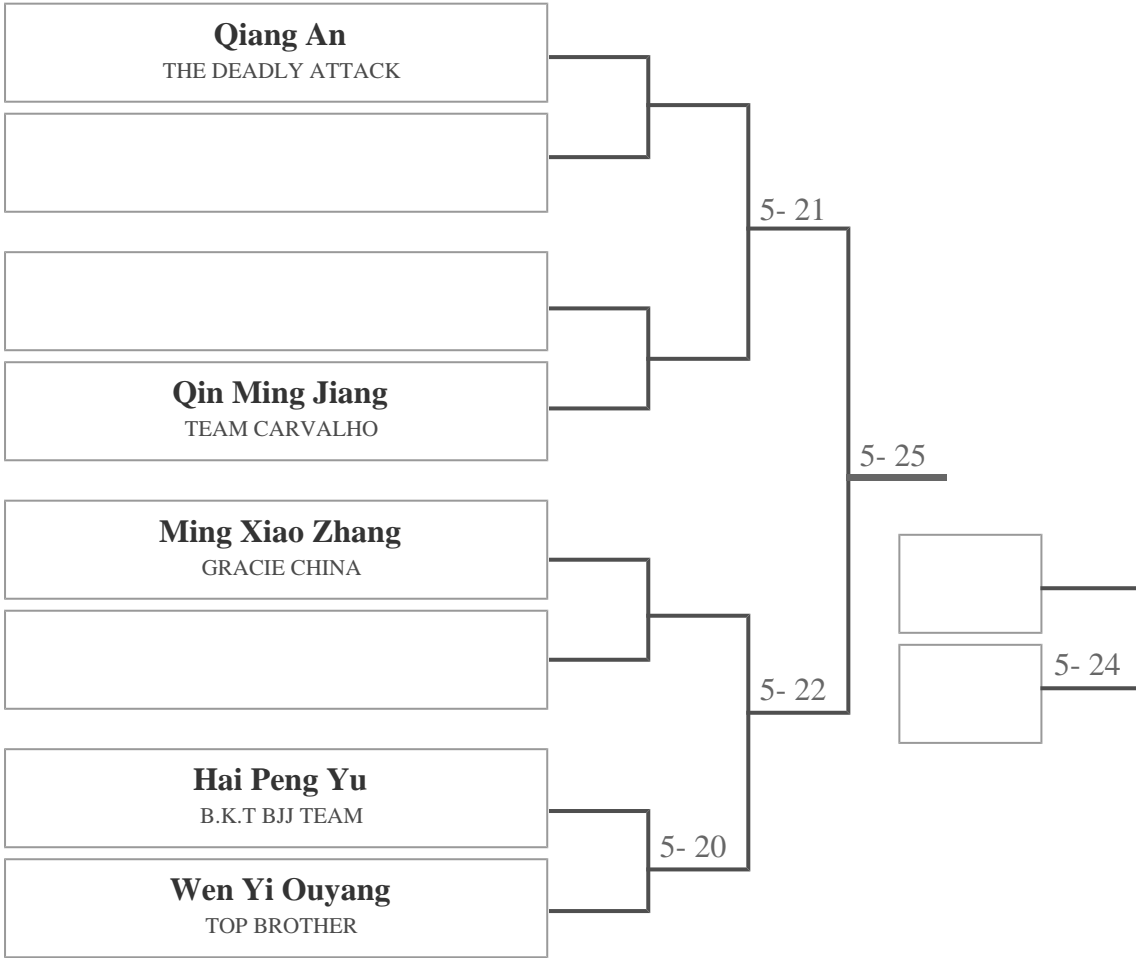 Qiang An
THE DEADLY ATTACK
5- 21
Qin Ming Jiang
TEAM CARVALHO
5- 25
Ming Xiao Zhang
GRACIE CHINA
5- 24
5- 22
Hai Peng Yu
B.K.T BJJ TEAM
5- 20
Wen Yi Ouyang
TOP BROTHER